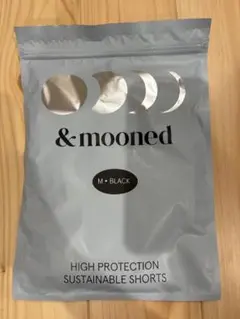 &mooned
M • BLACK
HIGH PROTECTION
SUSTAINABLE SHORTS